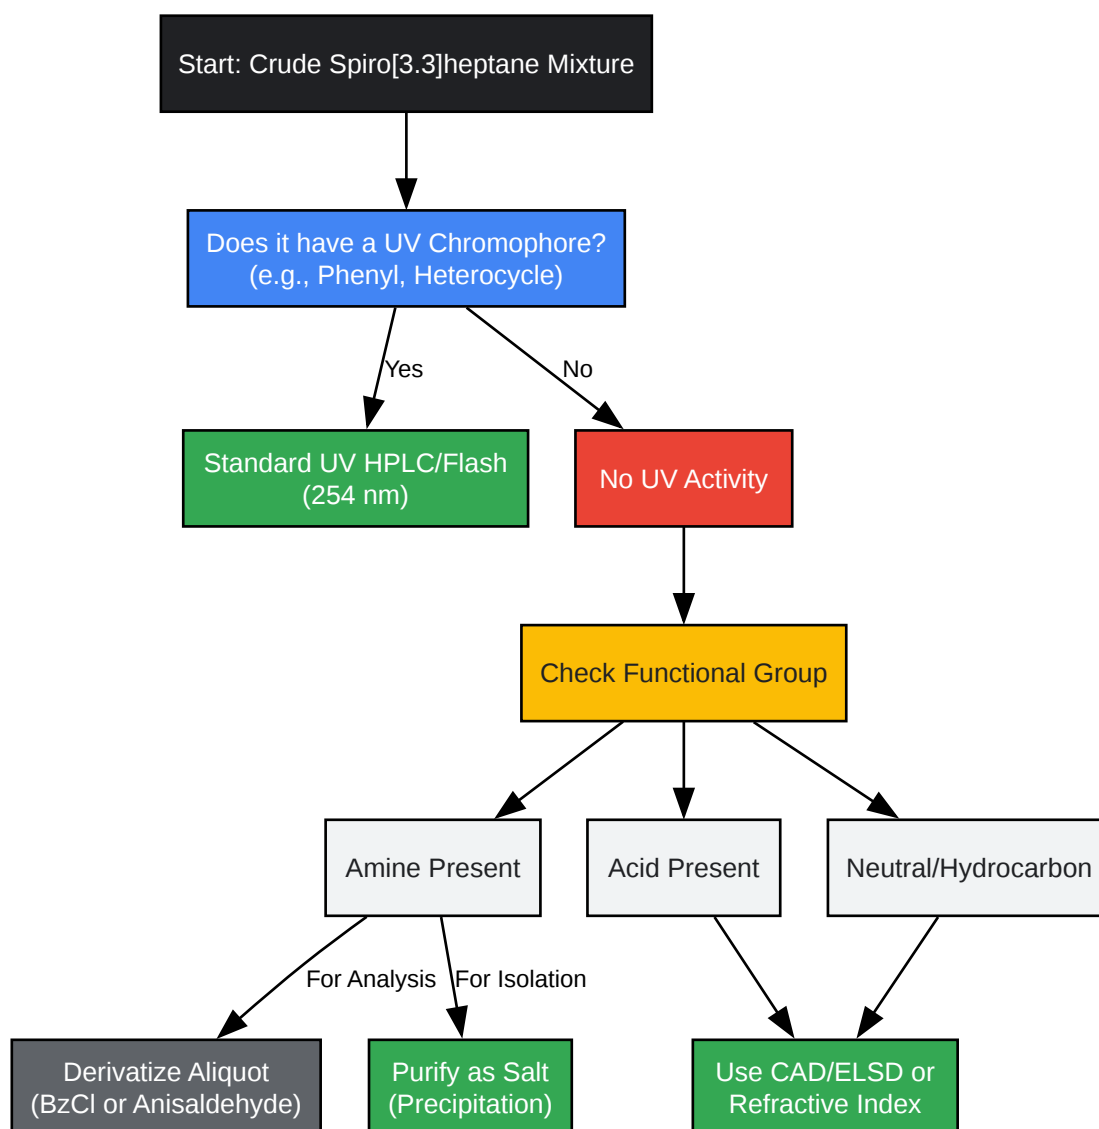 Start: Crude Spiro[3.3]heptane Mixture
Does it have a UV Chromophore?
(e.g., Phenyl, Heterocycle)
Yes
No
Standard UV HPLC/Flash
(254 nm)
No UV Activity
Check Functional Group
Amine Present
Acid Present
Neutral/Hydrocarbon
For Analysis
For Isolation
Derivatize Aliquot
(BzCl or Anisaldehyde)
Purify as Salt
(Precipitation)
Use CAD/ELSD or
Refractive Index